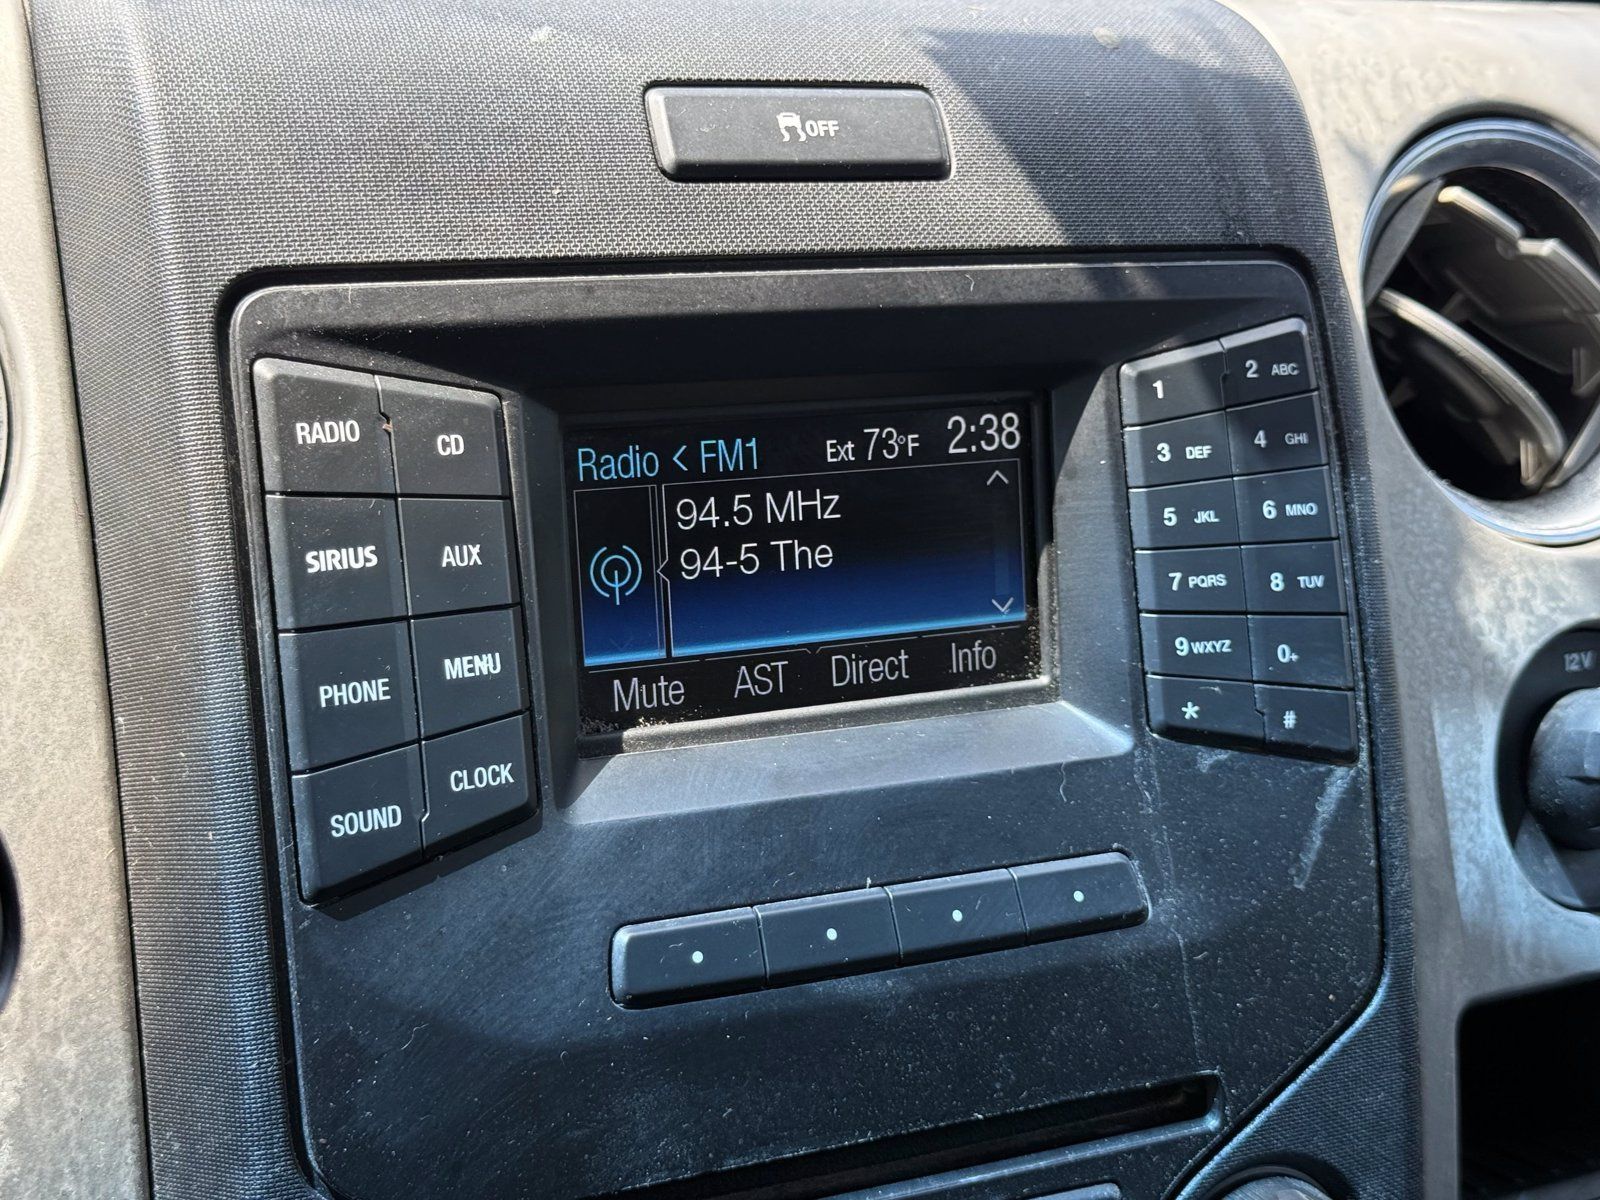 OFF
RADIO
CD
SIRIUS
AUX
PHONE
MENU
SOUND
CLOCK
Radio < FM1
Ext 73°F
2:38
94.5 MHz
94-5 The
Mute
AST
Direct
Info
1
2 ABC
3 DEF
4 GHI
5 JKL
6 MNO
7 PQRS
8 TUV
9 WXYZ
0+
*
#
12V